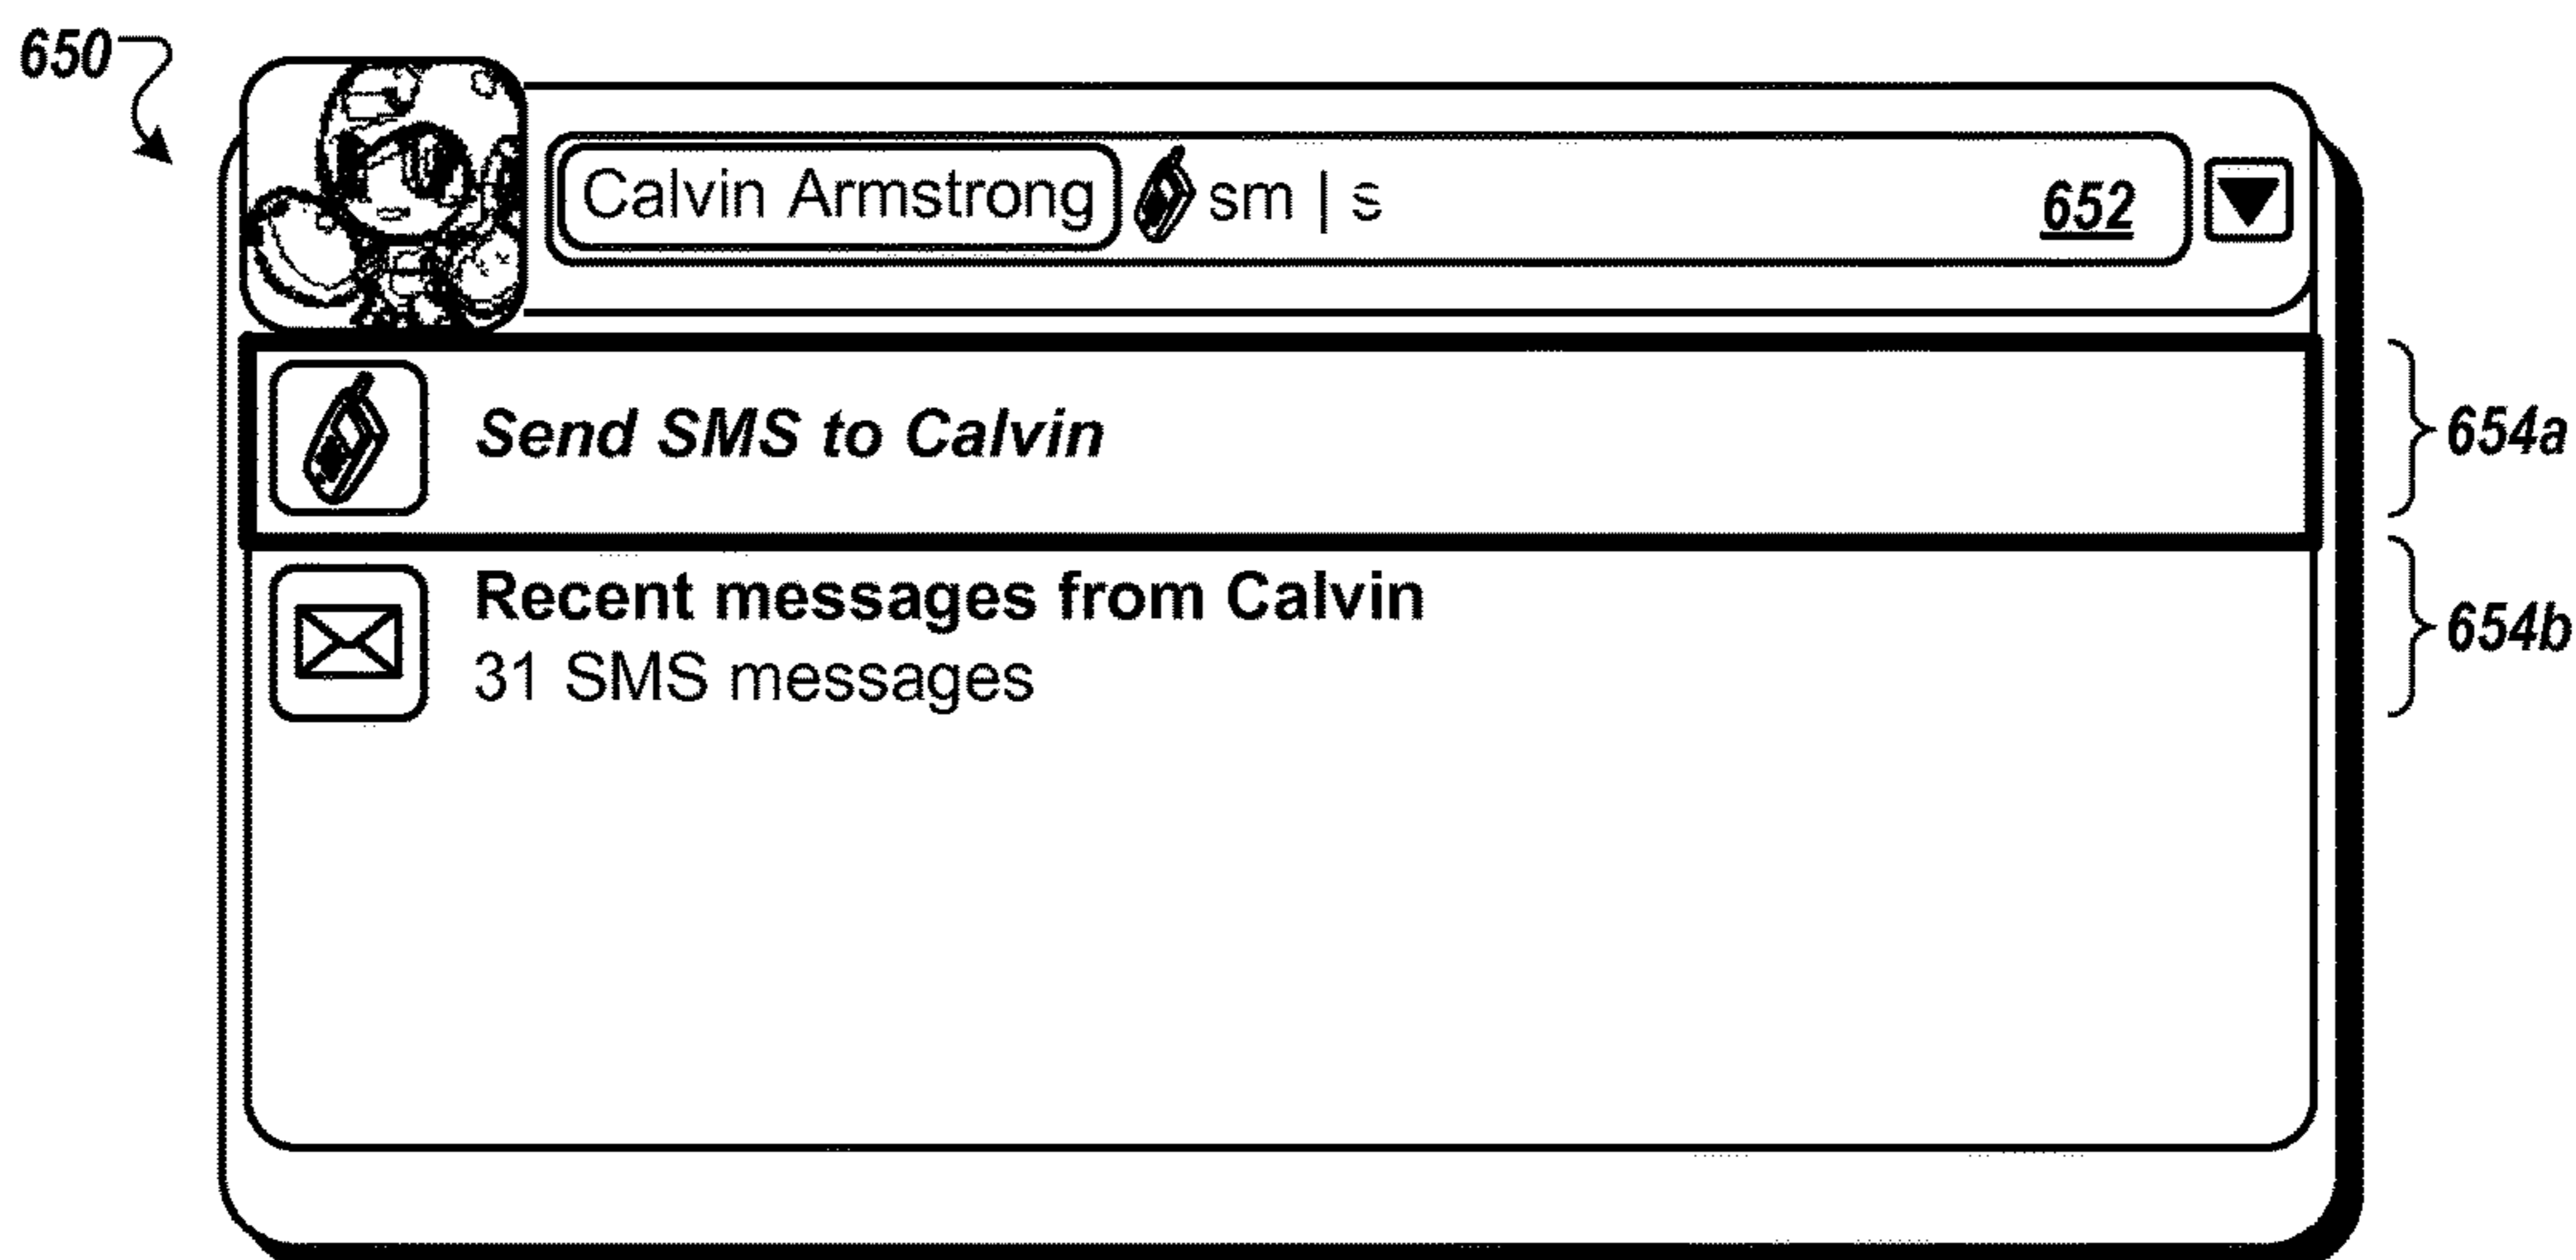 650
Calvin Armstrong sm | s 652
Send SMS to Calvin
654a
Recent messages from Calvin
31 SMS messages
654b